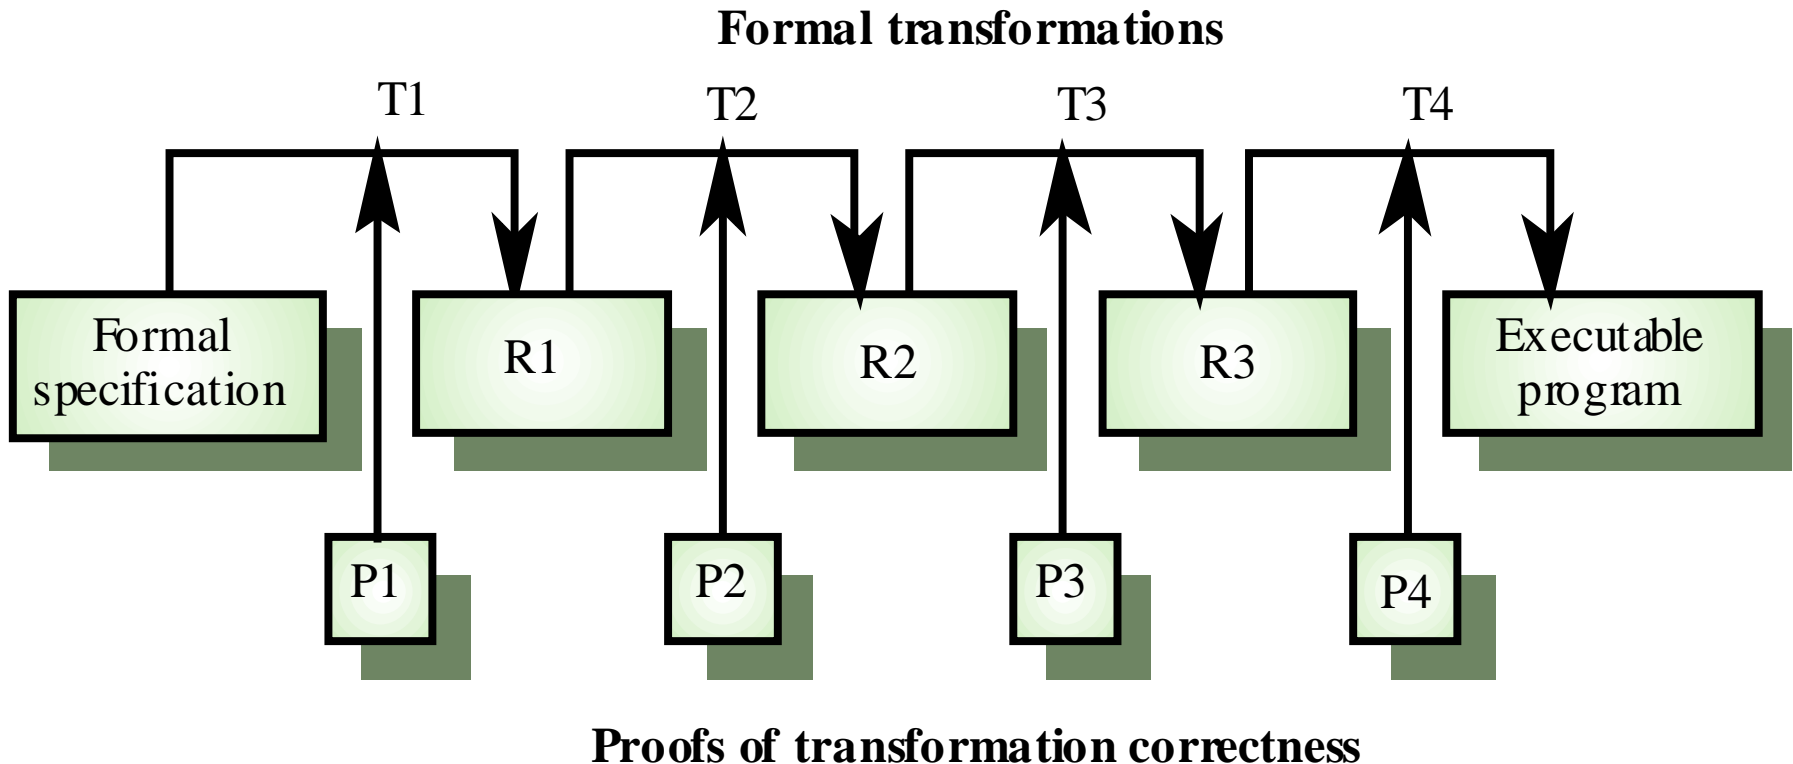 Formal transformations
T1
T2
T3
T4
Formal
specification
R1
R2
R3
Executable
program
P1
P2
P3
P4
Proofs of transformation correctness